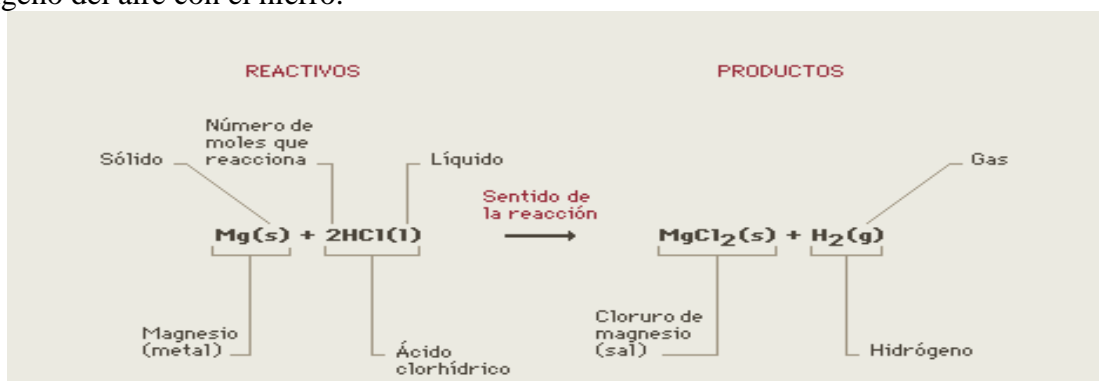 geno del aire con el hierro.
REACTIVOS
PRODUCTOS
Número de
moles que
reacciona
Sólido
Líquido
Gas
Sentido de
la reacción
Mg(s) + 2HCl(l)
MgCl₂(s) + H₂(g)
Magnesio
(metal)
Ácido
clorhídrico
Cloruro de
magnesio
(sal)
Hidrógeno